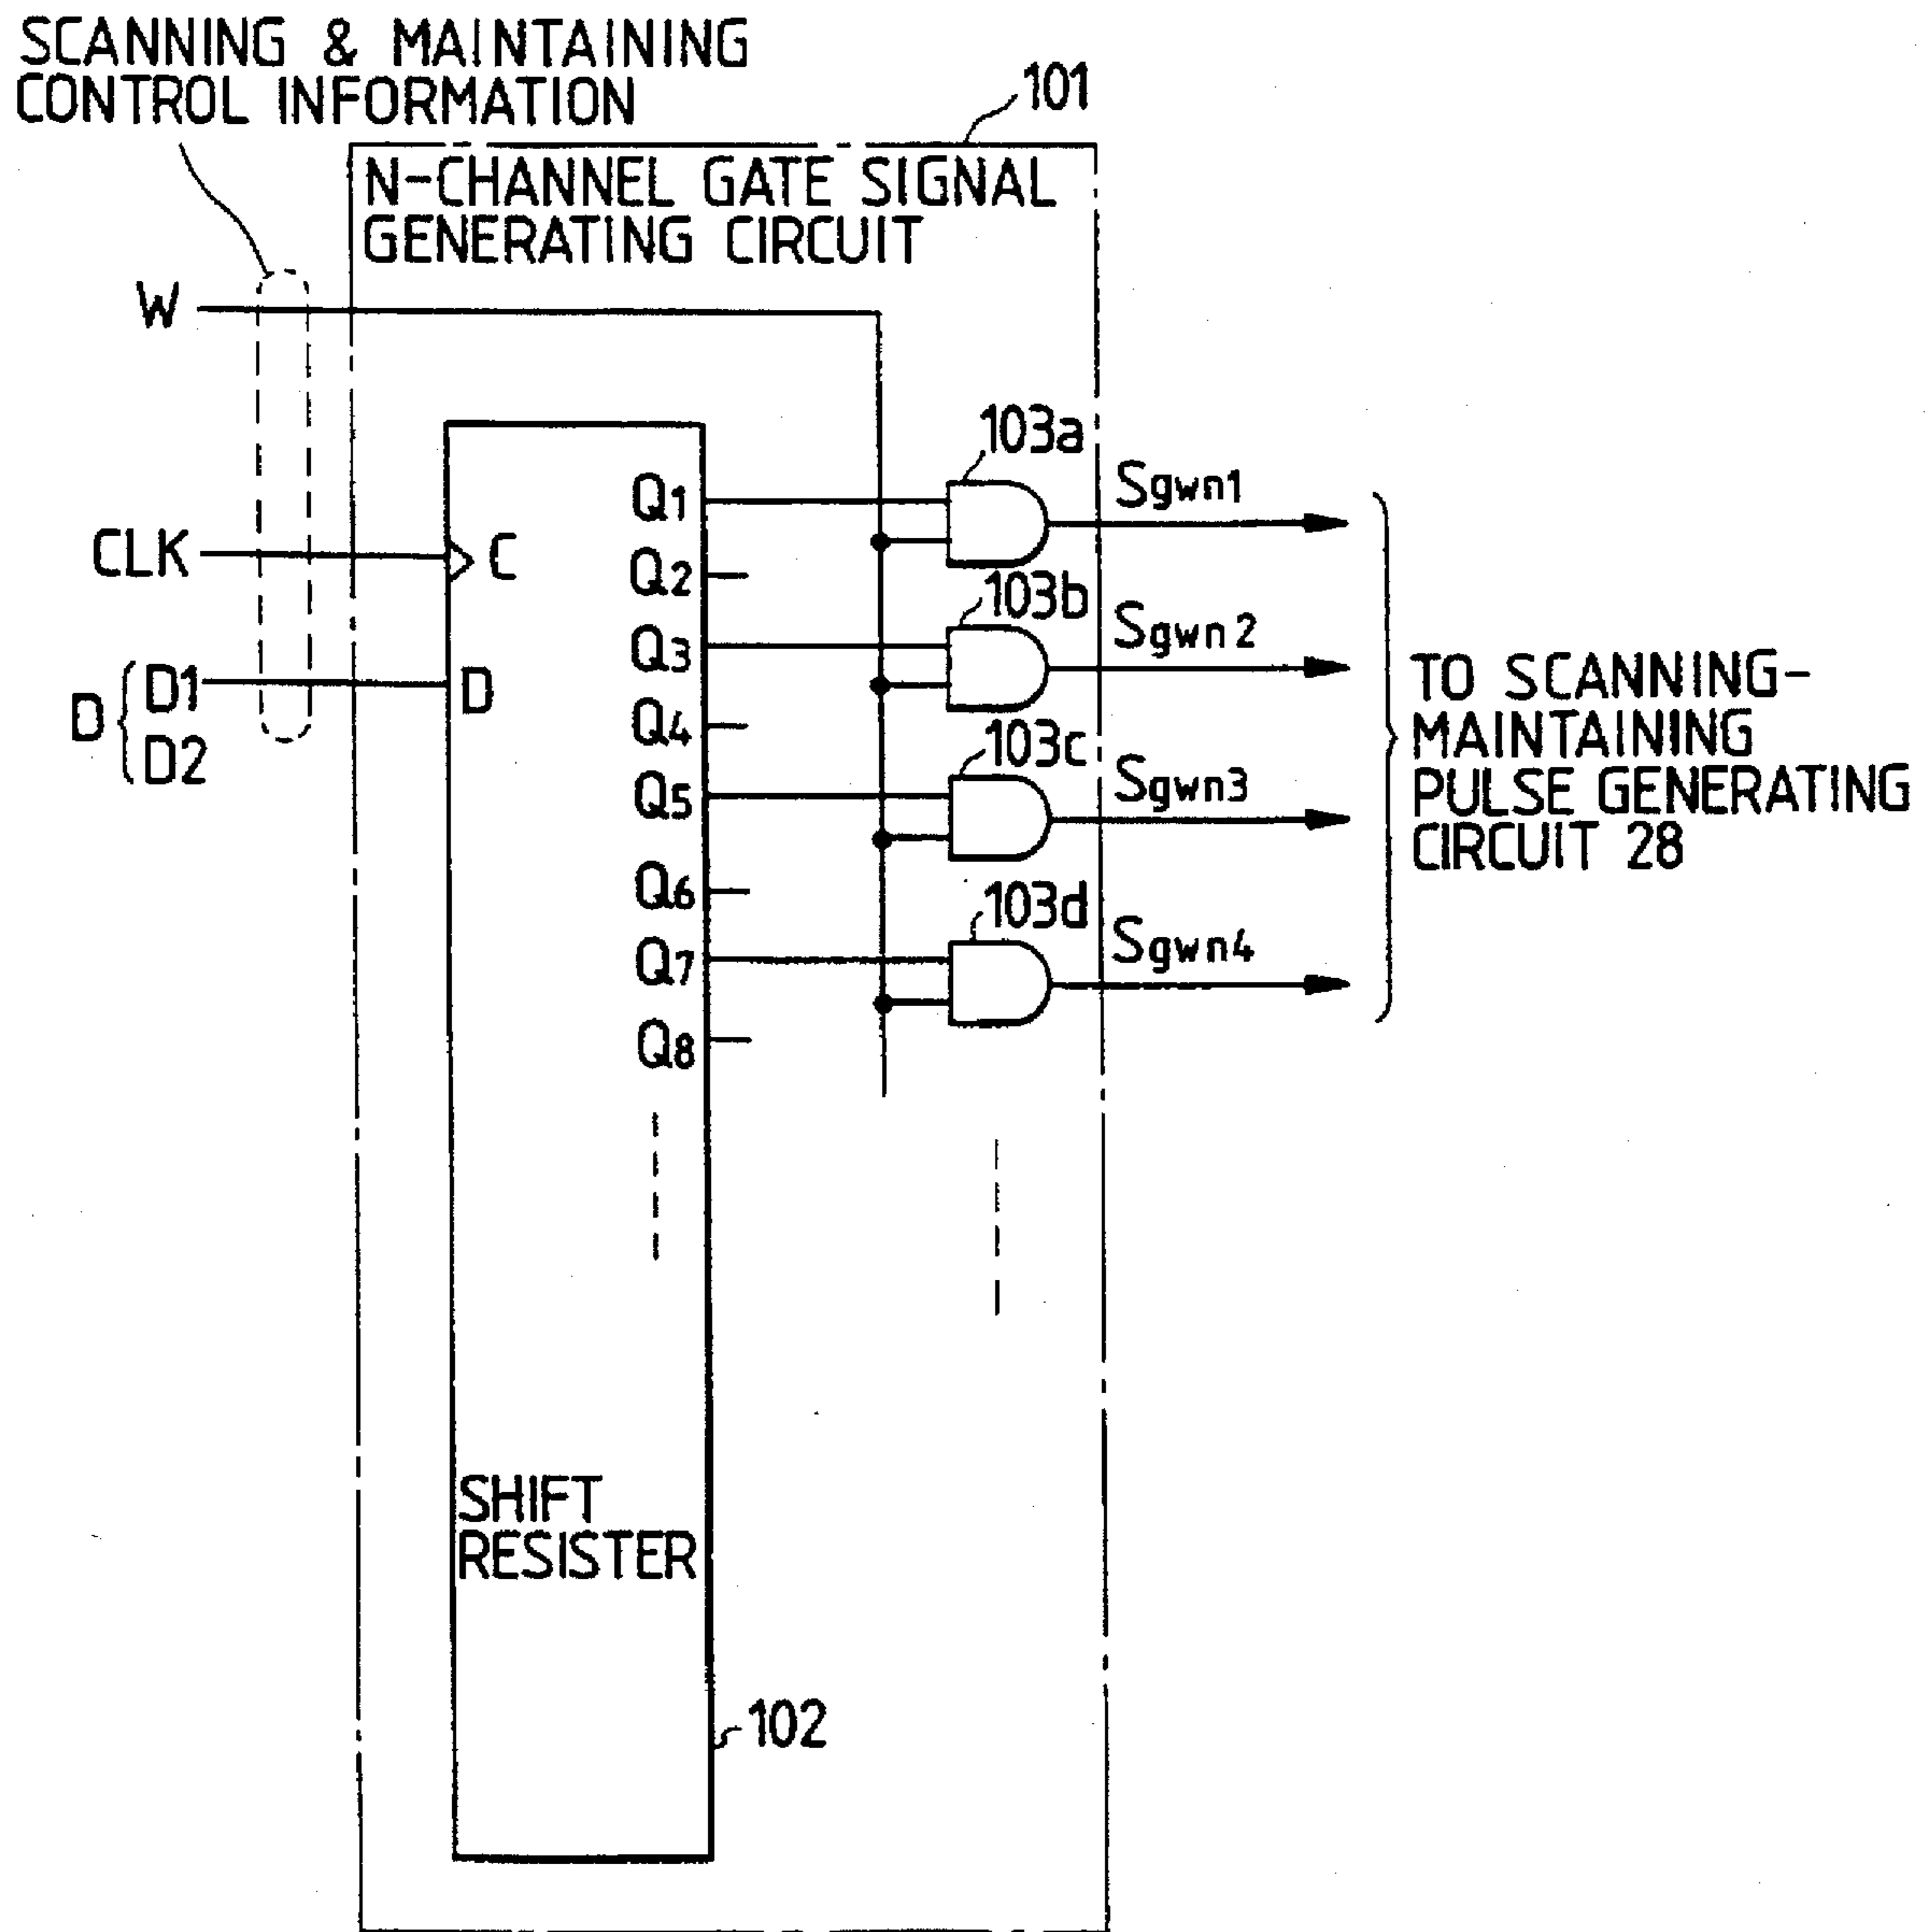 SCANNING & MAINTAINING
CONTROL INFORMATION
101
N-CHANNEL GATE SIGNAL
GENERATING CIRCUIT
W
103a
Q1
Sgwn1
CLK
C
Q2
103b
Sgwn2
Q3
D
D1
D2
D
Q4
103c
Sgwn3
Q5
TO SCANNING-
MAINTAINING
PULSE GENERATING
CIRCUIT 28
Q6
103d
Sgwn4
Q7
Q8
SHIFT
RESISTER
102